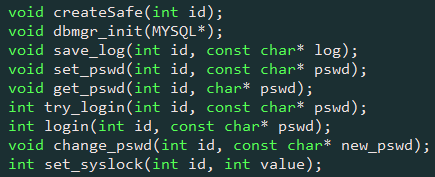 void createSafe(int id);
void dbmgr_init(MYSQL*);
void save_log(int id, const char* log);
void set_pswd(int id, const char* pswd);
void get_pswd(int id, char* pswd);
int try_login(int id, const char* pswd);
int login(int id, const char* pswd);
void change_pswd(int id, const char* new_pswd);
int set_syslock(int id, int value);